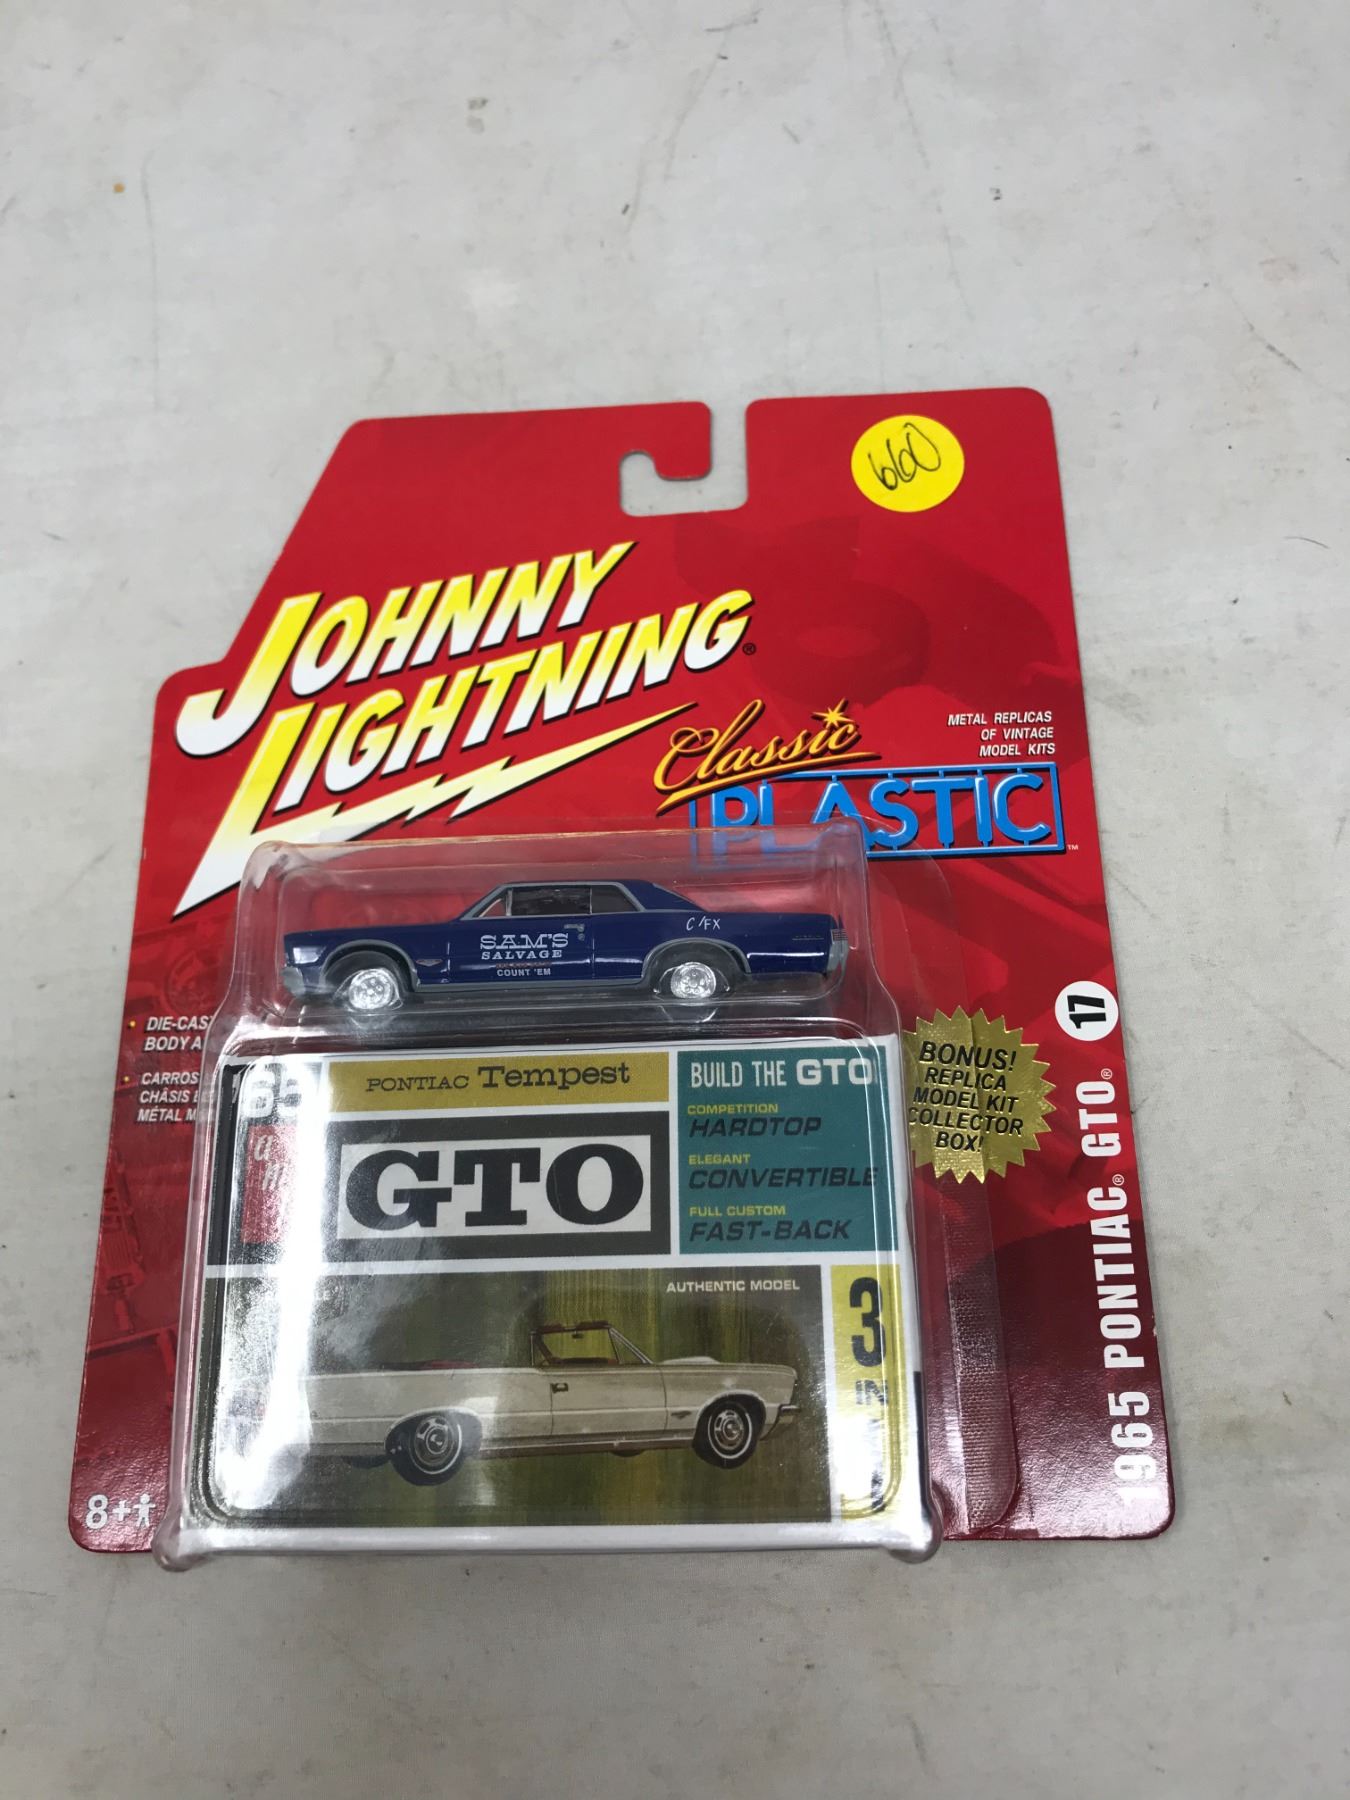 660
JOHNNY
LIGHTNING®
Classic
PLASTIC™
METAL REPLICAS
OF VINTAGE
MODEL KITS
SAM'S
SALVAGE
COUNT 'EM
C/FX
• DIE-CAST
BODY A
• CARROS
CHASIS
METAL M
17
1965 PONTIAC® GTO®
BONUS!
REPLICA
MODEL KIT
COLLECTOR
BOX!
'65
PONTIAC Tempest
GTO
BUILD THE GTO
COMPETITION
HARDTOP
ELEGANT
CONVERTIBLE
FULL CUSTOM
FAST-BACK
AUTHENTIC MODEL
3
8+